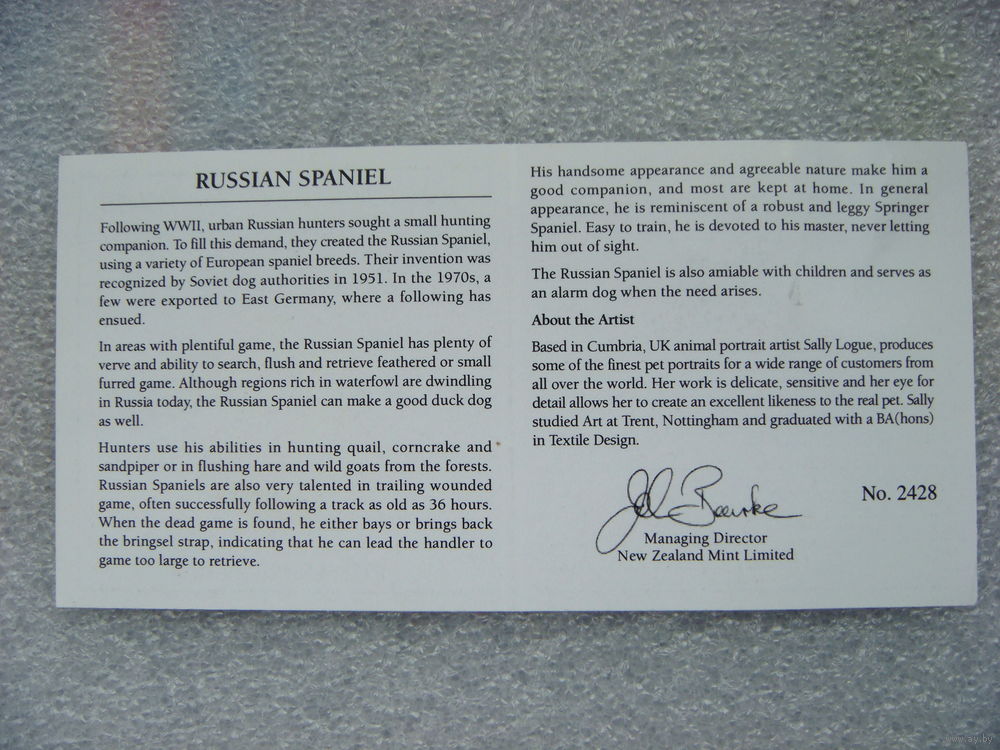 RUSSIAN SPANIEL
Following WWII, urban Russian hunters sought a small hunting
companion. To fill this demand, they created the Russian Spaniel,
using a variety of European spaniel breeds. Their invention was
recognized by Soviet dog authorities in 1951. In the 1970s, a
few were exported to East Germany, where a following has
ensued.
In areas with plentiful game, the Russian Spaniel has plenty of
verve and ability to search, flush and retrieve feathered or small
furred game. Although regions rich in waterfowl are dwindling
in Russia today, the Russian Spaniel can make a good duck dog
as well.
Hunters use his abilities in hunting quail, corncrake and
sandpiper or in flushing hare and wild goats from the forests.
Russian Spaniels are also very talented in trailing wounded
game, often successfully following a track as old as 36 hours.
When the dead game is found, he either bays or brings back
the bringsel strap, indicating that he can lead the handler to
game too large to retrieve.
His handsome appearance and agreeable nature make him a
good companion, and most are kept at home. In general
appearance, he is reminiscent of a robust and leggy Springer
Spaniel. Easy to train, he is devoted to his master, never letting
him out of sight.
The Russian Spaniel is also amiable with children and serves as
an alarm dog when the need arises.
About the Artist
Based in Cumbria, UK animal portrait artist Sally Logue, produces
some of the finest pet portraits for a wide range of customers from
all over the world. Her work is delicate, sensitive and her eye for
detail allows her to create an excellent likeness to the real pet. Sally
studied Art at Trent, Nottingham and graduated with a BA(hons)
in Textile Design.
No. 2428
Managing Director
New Zealand Mint Limited
www.ay.by